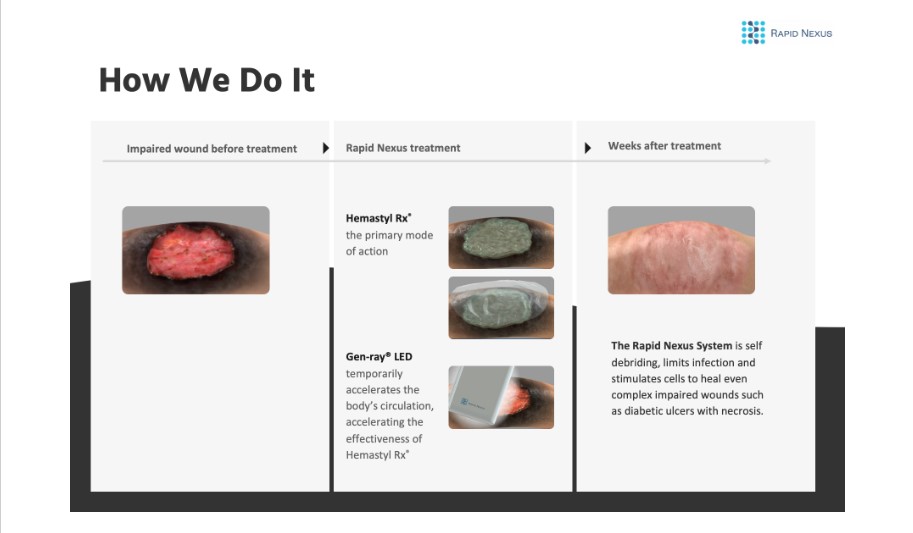 RAPID NEXUS
How We Do It
Impaired wound before treatment
Rapid Nexus treatment
Weeks after treatment
Hemastyl Rx®
the primary mode
of action
Gen-ray® LED
temporarily
accelerates the
body's circulation,
accelerating the
effectiveness of
Hemastyl Rx®
The Rapid Nexus System is self
debriding, limits infection and
stimulates cells to heal even
complex impaired wounds such
as diabetic ulcers with necrosis.